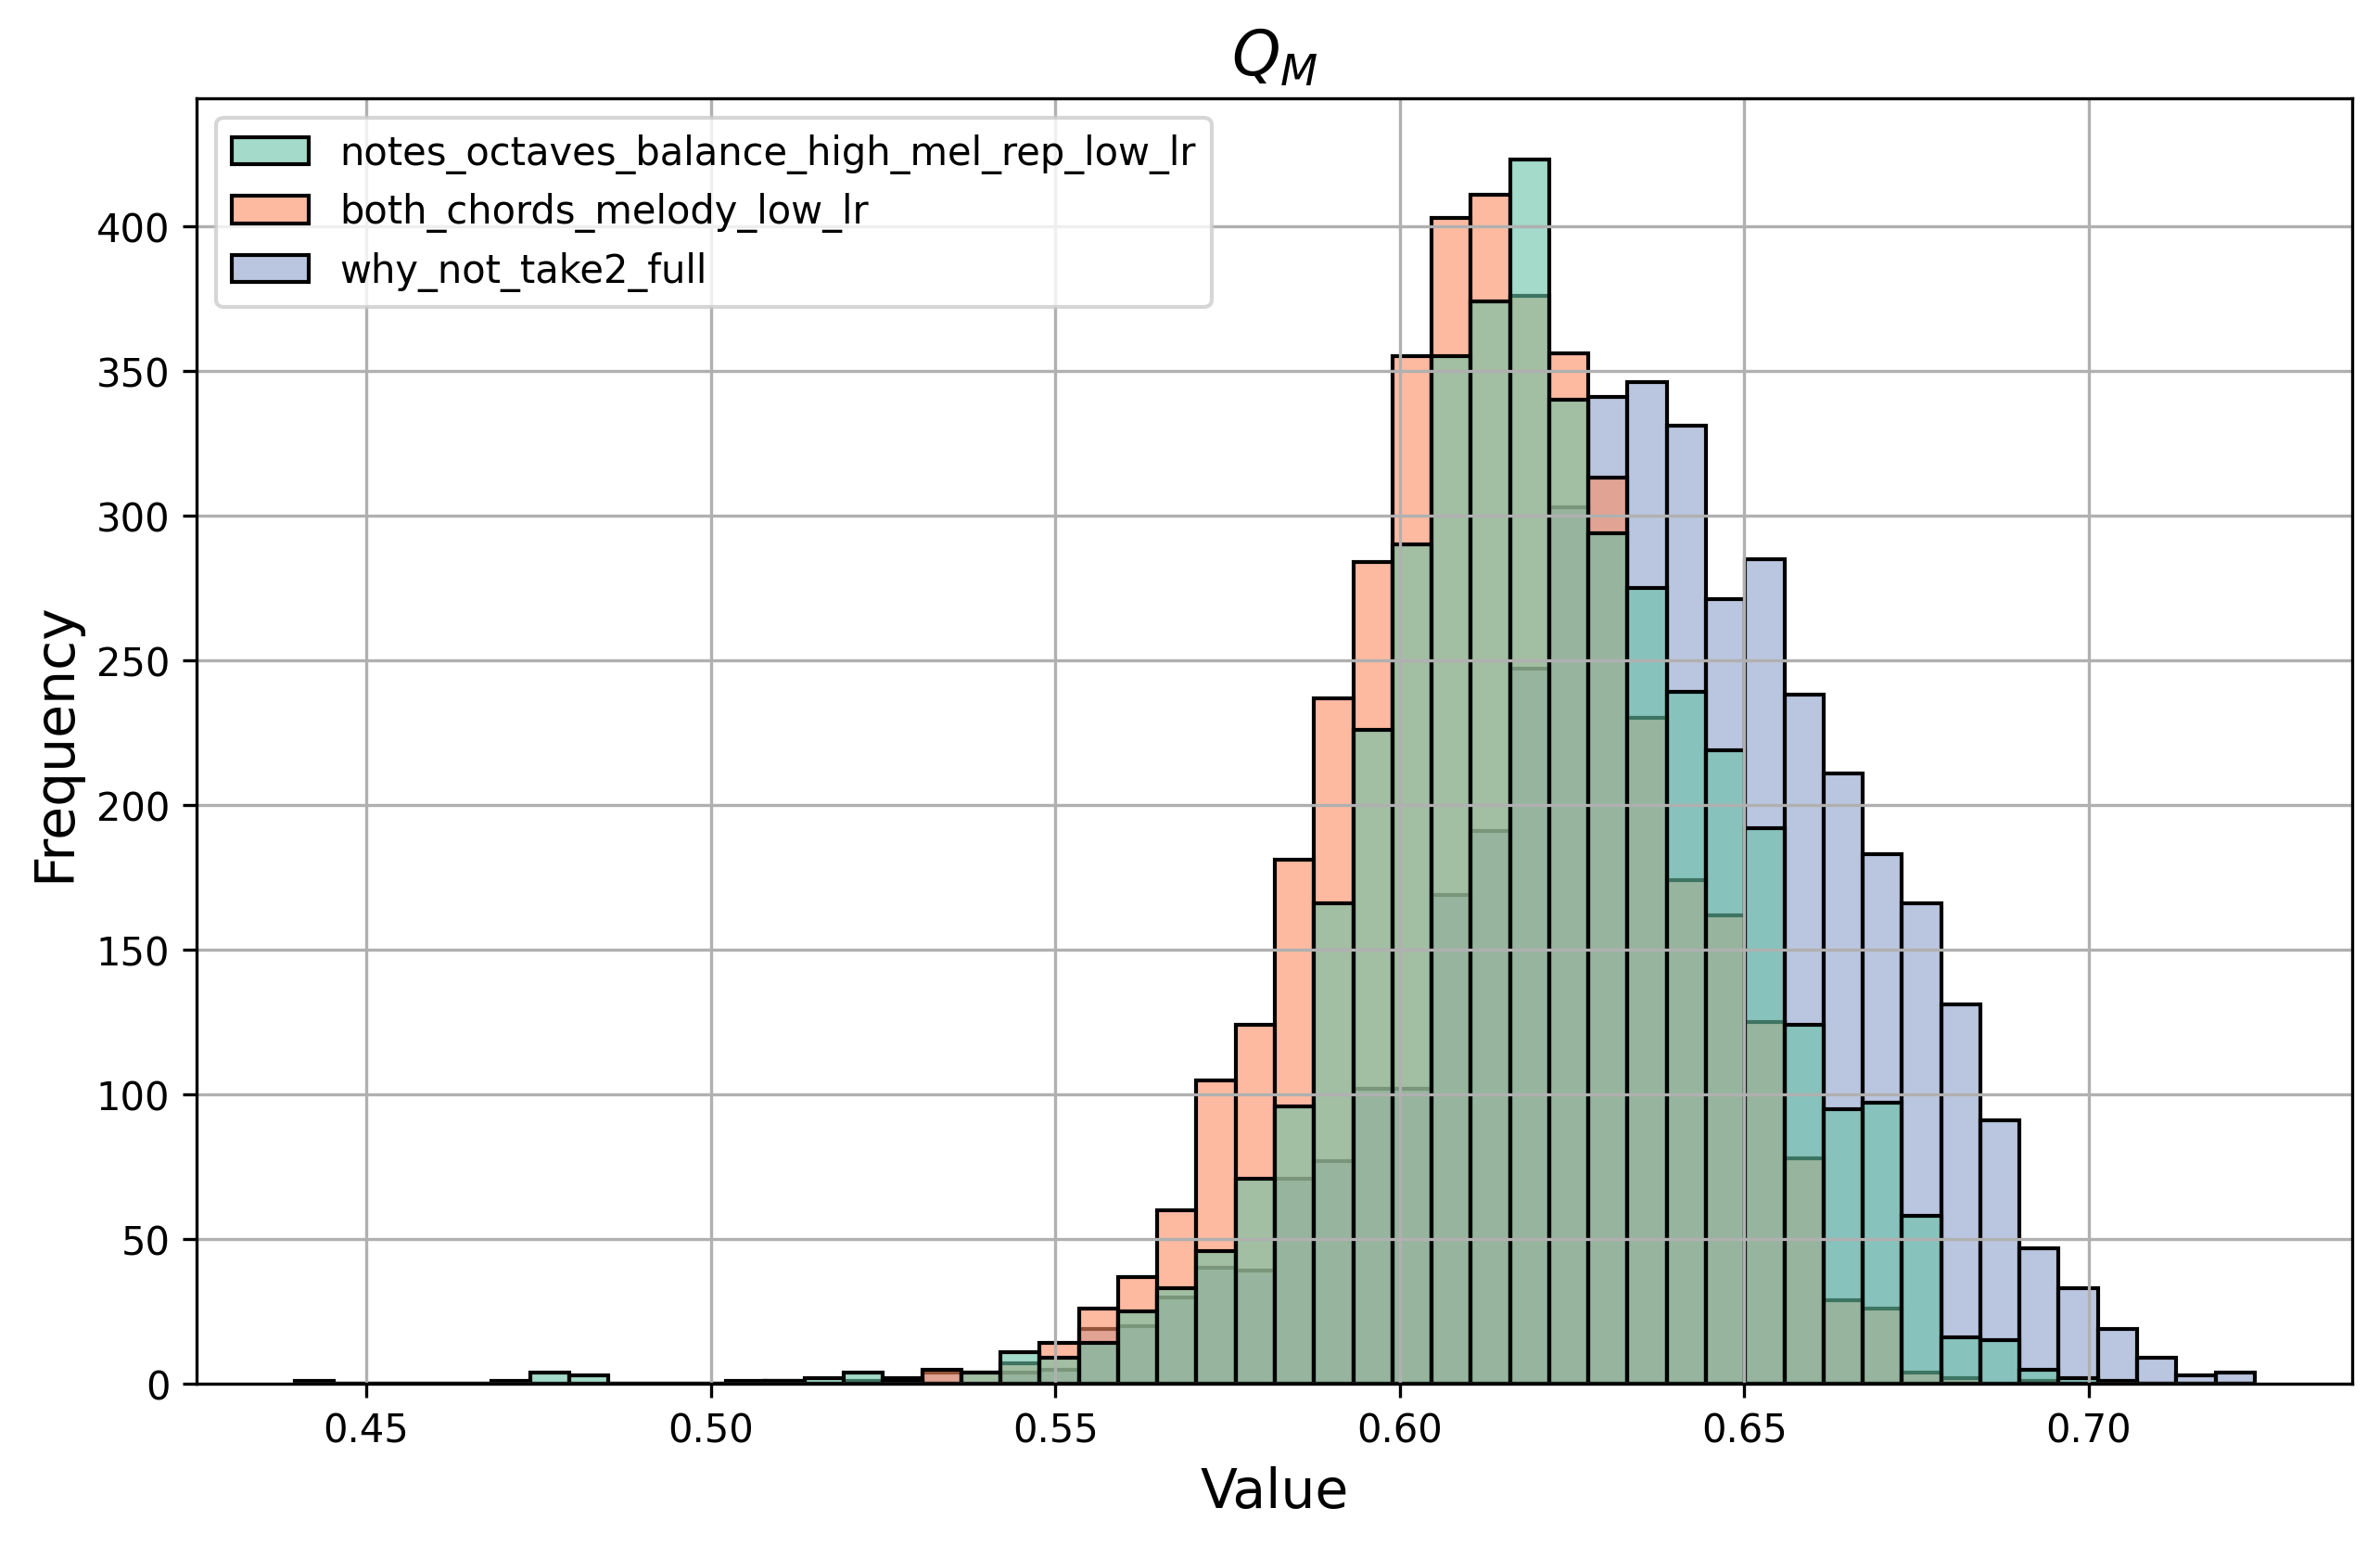 Q_M
notes_octaves_balance_high_mel_rep_low_lr
both_chords_melody_low_lr
why_not_take2_full
Frequency
400
350
300
250
200
150
100
50
0
0.45 0.50 0.55 0.60 0.65 0.70
Value